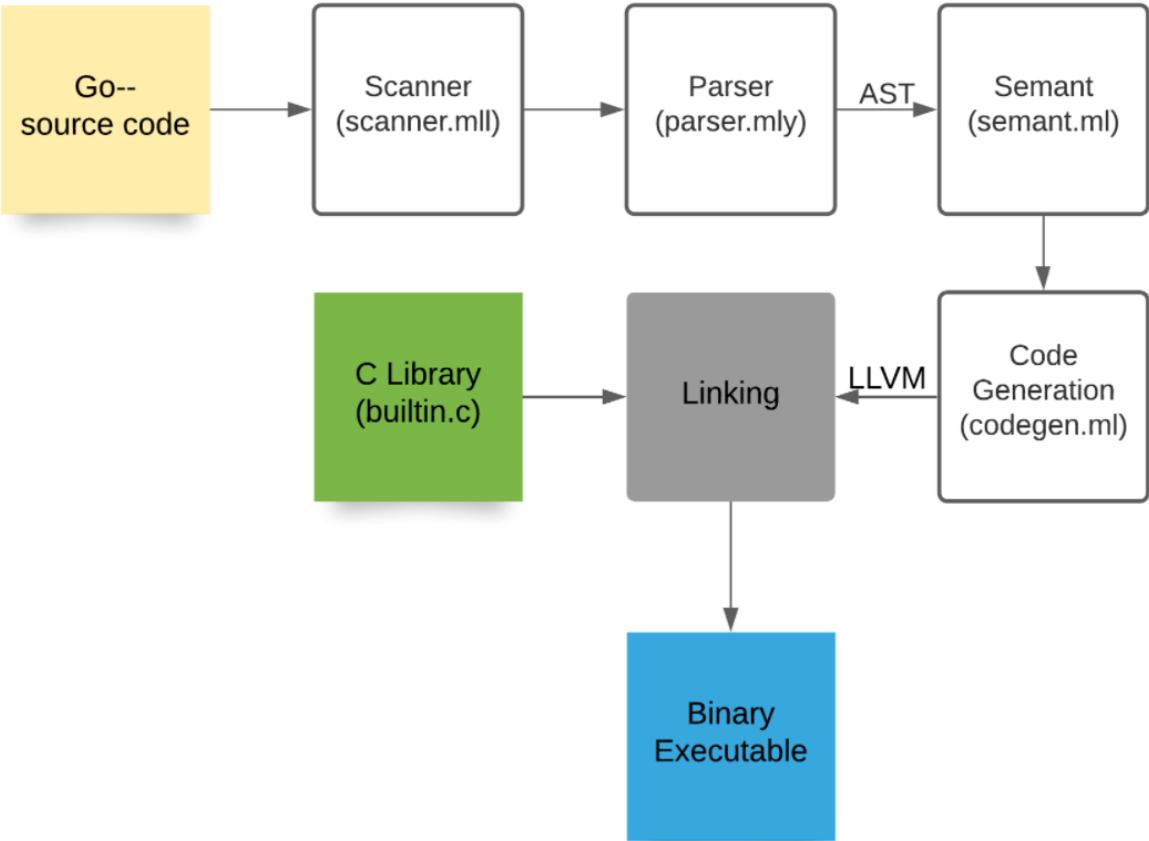 Go--
source code
Scanner
(scanner.mll)
Parser
(parser.mly)
AST
Semant
(semant.ml)
C Library
(builtin.c)
Linking
LLVM
Code
Generation
(codegen.ml)
Binary
Executable